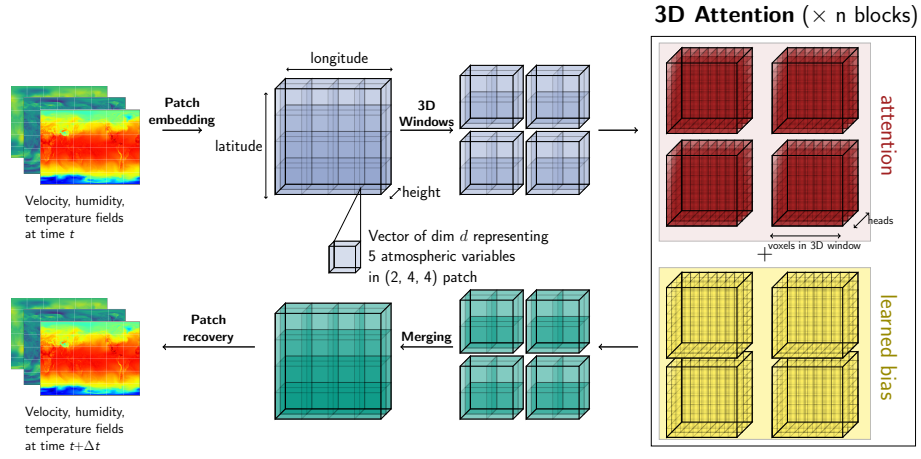 3D Attention (× n blocks)
longitude
Patch
embedding
3D
Windows
latitude
height
attention
heads
voxels in 3D window
+
Velocity, humidity,
temperature fields
at time t
Vector of dim d representing
5 atmospheric variables
in (2, 4, 4) patch
learned bias
Patch
recovery
Merging
Velocity, humidity,
temperature fields
at time t+Δt